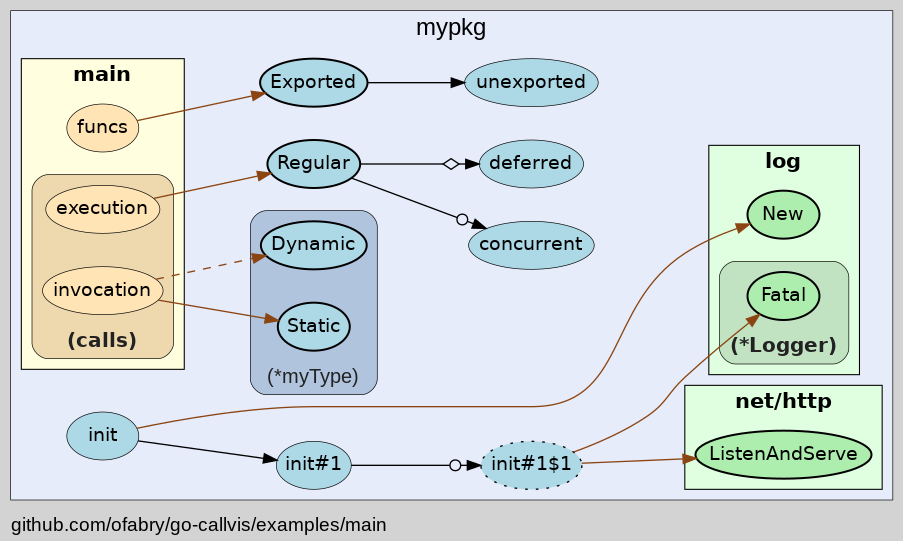 mypkg
main
funcs
execution
invocation
(calls)
Exported
unexported
Regular
deferred
concurrent
Dynamic
Static
(*myType)
log
New
Fatal
(*Logger)
net/http
ListenAndServe
init
init#1
init#1$1
github.com/ofabry/go-callvis/examples/main